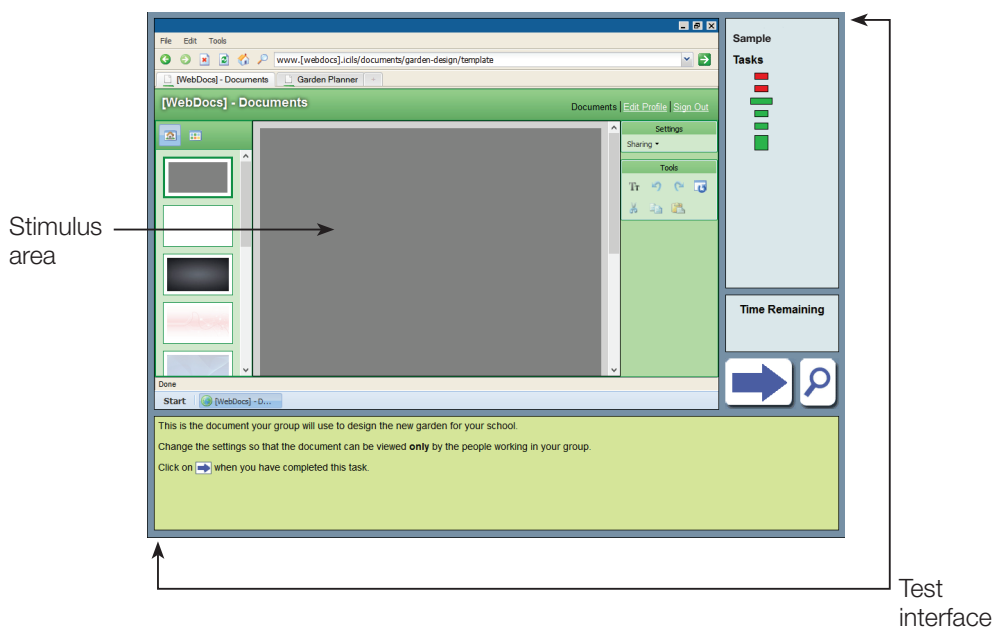 File Edit Tools
www.[webdocs].icils/documents/garden-design/template
[WebDocs] - Documents Garden Planner +
[WebDocs] - Documents
Documents | Edit Profile | Sign Out
Settings
Sharing
Tools
Tr
Done
Start [WebDocs] - D...
Sample
Tasks
Time Remaining
This is the document your group will use to design the new garden for your school.
Change the settings so that the document can be viewed only by the people working in your group.
Click on when you have completed this task.
Stimulus
area
Test
interface